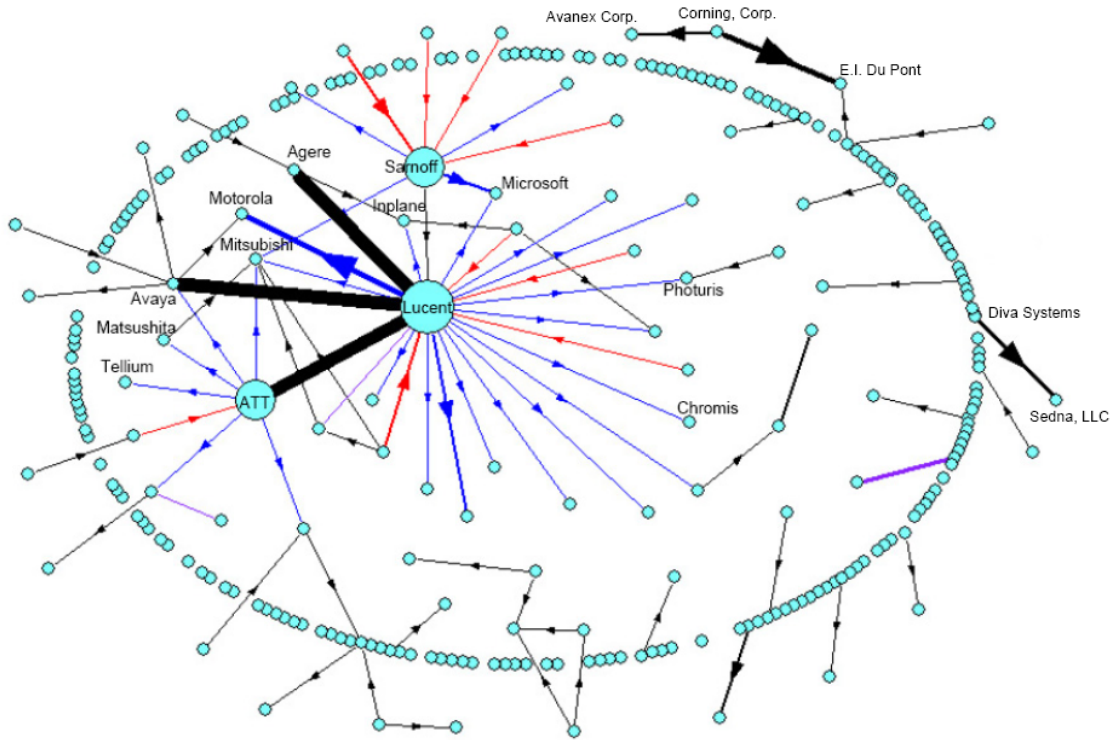 Avanex Corp.
Corning, Corp.
E.I. Du Pont
Agere
Sarnoff
Microsoft
Motorola
Inplane
Mitsubishi
Avaya
Lucent
Photuris
Diva Systems
Matsushita
Tellium
ATT
Chromis
Sedna, LLC